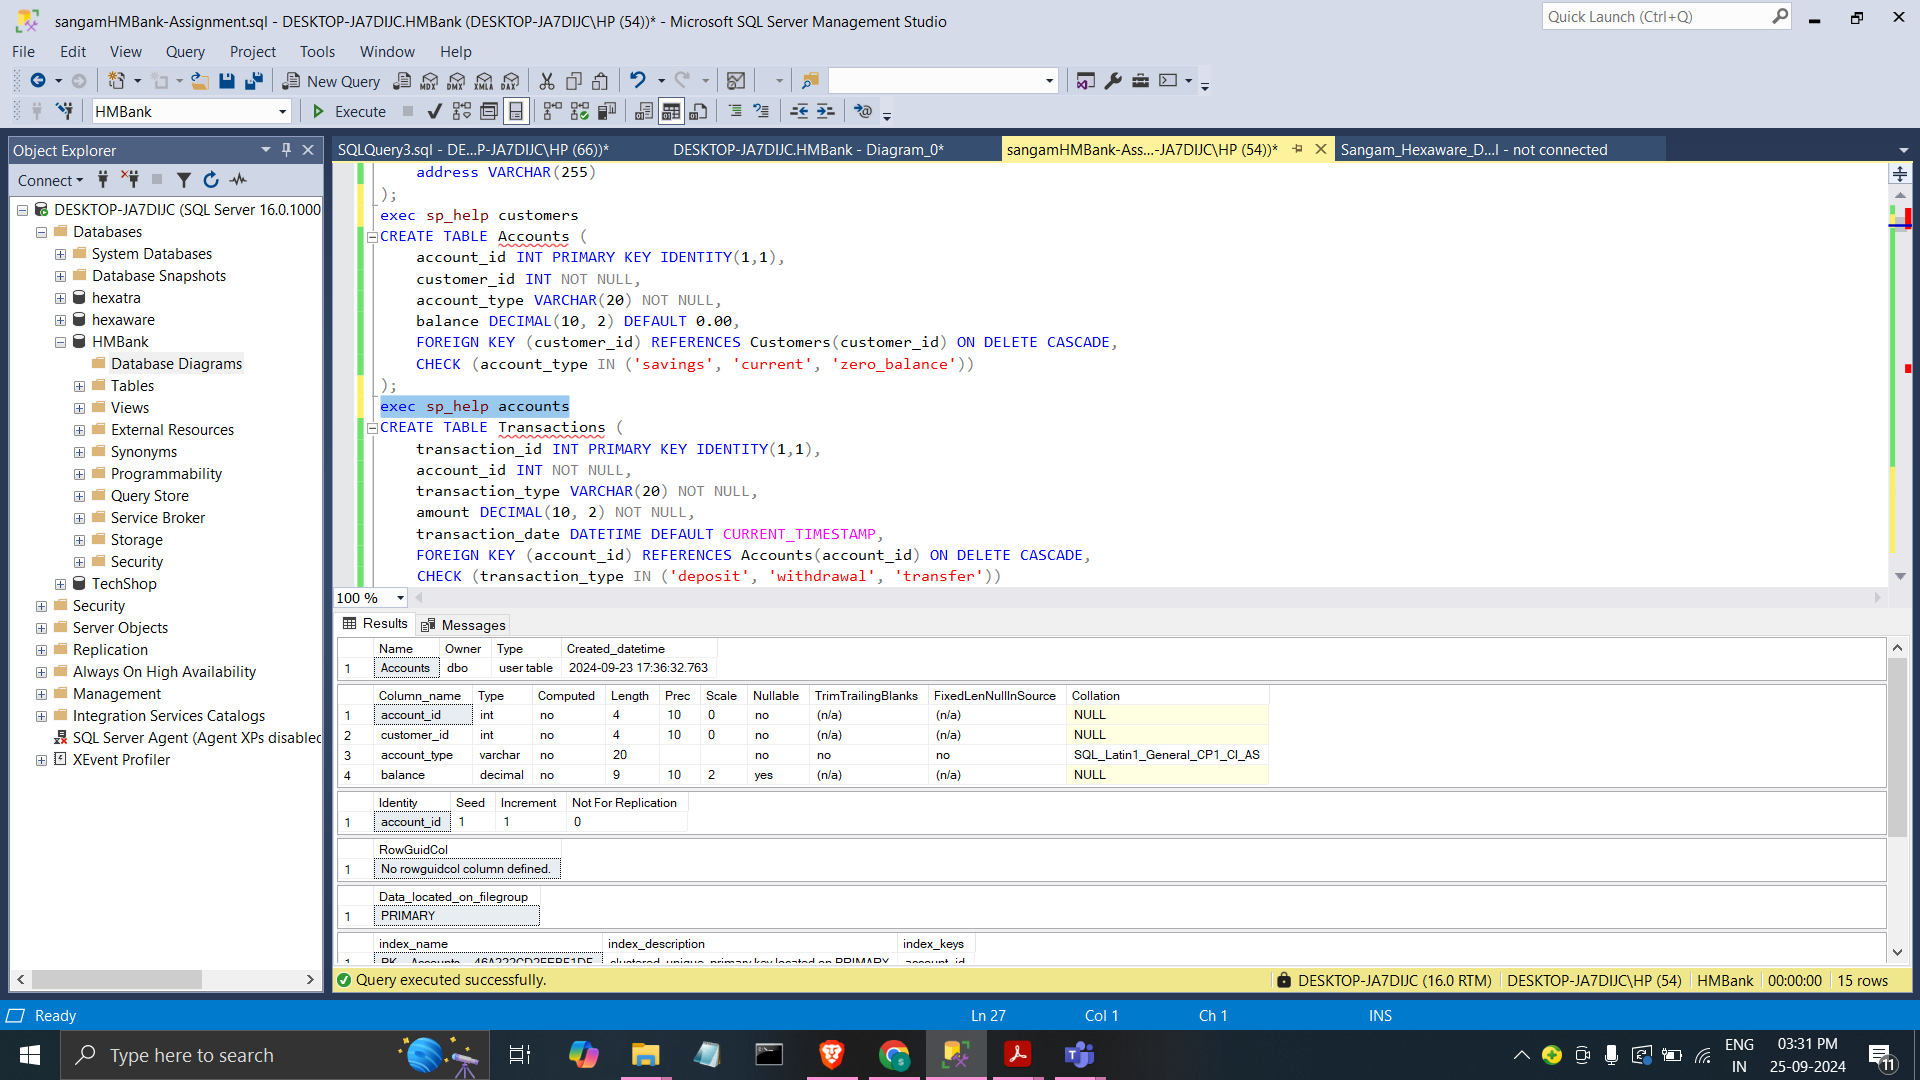 sangamHMBank-Assignment.sql - DESKTOP-JA7DIJC.HMBank (DESKTOP-JA7DIJC\HP (54))* - Microsoft SQL Server Management Studio
Quick Launch (Ctrl+Q)
File Edit View Query Project Tools Window Help
New Query MDX DMX XMLA DAX
HMBank Execute
Object Explorer
SQLQuery3.sql - DE...P-JA7DIJC\HP (66))* DESKTOP-JA7DIJC.HMBank - Diagram_0* sangamHMBank-Ass...-JA7DIJC\HP (54))* Sangam_Hexaware_D...l - not connected
Connect
DESKTOP-JA7DIJC (SQL Server 16.0.1000
Databases
System Databases
Database Snapshots
hexatra
hexaware
HMBank
Database Diagrams
Tables
Views
External Resources
Synonyms
Programmability
Query Store
Service Broker
Storage
Security
TechShop
Security
Server Objects
Replication
Always On High Availability
Management
Integration Services Catalogs
SQL Server Agent (Agent XPs disabled
XEvent Profiler
address VARCHAR(255)
);
exec sp_help customers
CREATE TABLE Accounts (
account_id INT PRIMARY KEY IDENTITY(1,1),
customer_id INT NOT NULL,
account_type VARCHAR(20) NOT NULL,
balance DECIMAL(10, 2) DEFAULT 0.00,
FOREIGN KEY (customer_id) REFERENCES Customers(customer_id) ON DELETE CASCADE,
CHECK (account_type IN ('savings', 'current', 'zero_balance'))
);
exec sp_help accounts
CREATE TABLE Transactions (
transaction_id INT PRIMARY KEY IDENTITY(1,1),
account_id INT NOT NULL,
transaction_type VARCHAR(20) NOT NULL,
amount DECIMAL(10, 2) NOT NULL,
transaction_date DATETIME DEFAULT CURRENT_TIMESTAMP,
FOREIGN KEY (account_id) REFERENCES Accounts(account_id) ON DELETE CASCADE,
CHECK (transaction_type IN ('deposit', 'withdrawal', 'transfer'))
100 %
Results Messages
Name Owner Type Created_datetime
1 Accounts dbo user table 2024-09-23 17:36:32.763
Column_name Type Computed Length Prec Scale Nullable TrimTrailingBlanks FixedLenNullInSource Collation
1 account_id int no 4 10 0 no (n/a) (n/a) NULL
2 customer_id int no 4 10 0 no (n/a) (n/a) NULL
3 account_type varchar no 20 no no no SQL_Latin1_General_CP1_CI_AS
4 balance decimal no 9 10 2 yes (n/a) (n/a) NULL
Identity Seed Increment Not For Replication
1 account_id 1 1 0
RowGuidCol
1 No rowguidcol column defined.
Data_located_on_filegroup
1 PRIMARY
index_name index_description index_keys
clustered, unique, primary key located on PRIMARY account_id
Query executed successfully. DESKTOP-JA7DIJC (16.0 RTM) DESKTOP-JA7DIJC\HP (54) HMBank 00:00:00 15 rows
Ready Ln 27 Col 1 Ch 1 INS
Type here to search
ENG
IN
03:31 PM
25-09-2024
11